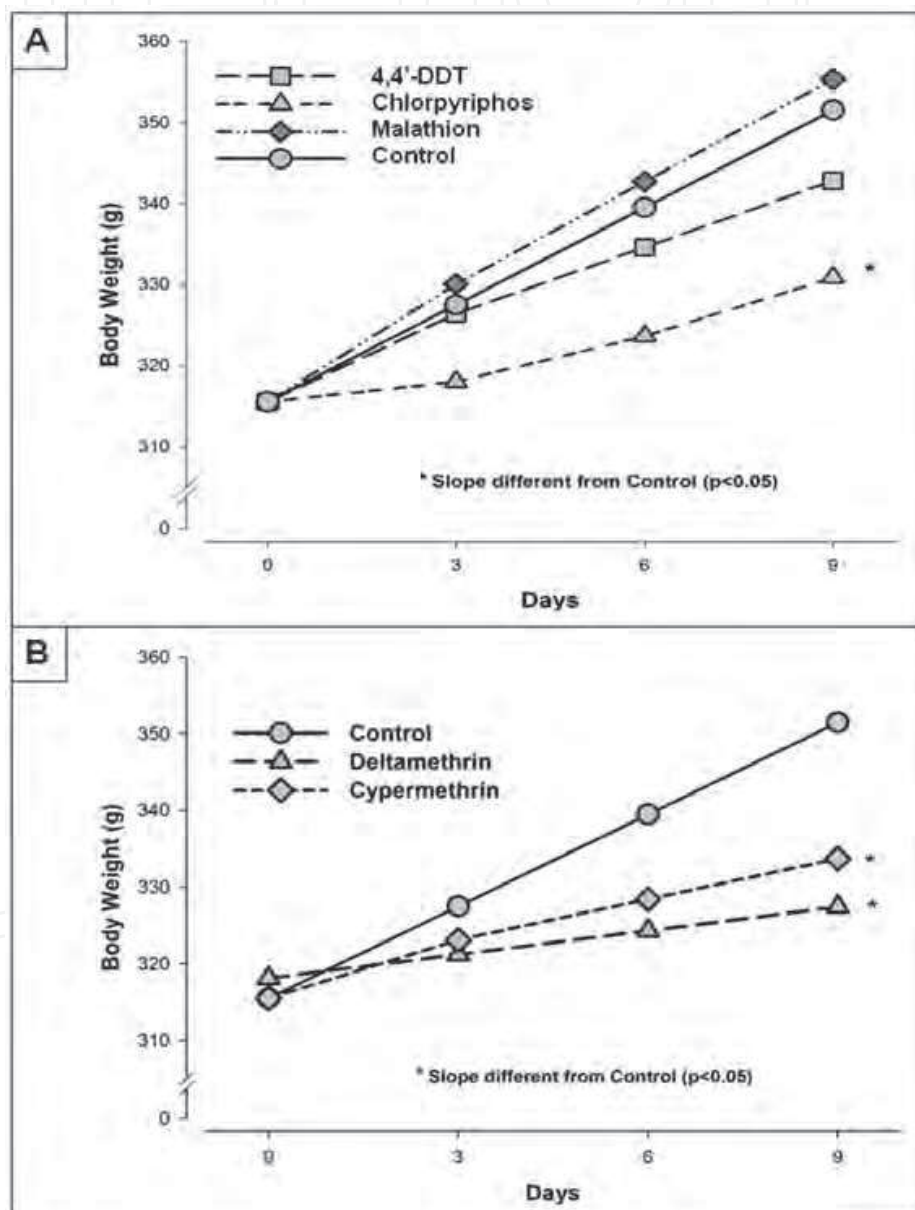 A
360
4,4'-DDT
Chlorpyriphos
Malathion
Control
350
340
330
320
310
0
Body Weight (g)
* Slope different from Control (p<0.05)
*
0 3 6 9
Days
B
360
Control
Deltamethrin
Cypermethrin
350
340
330
320
310
0
Body Weight (g)
*
*
* Slope different from Control (p<0.05)
0 3 6 9
Days